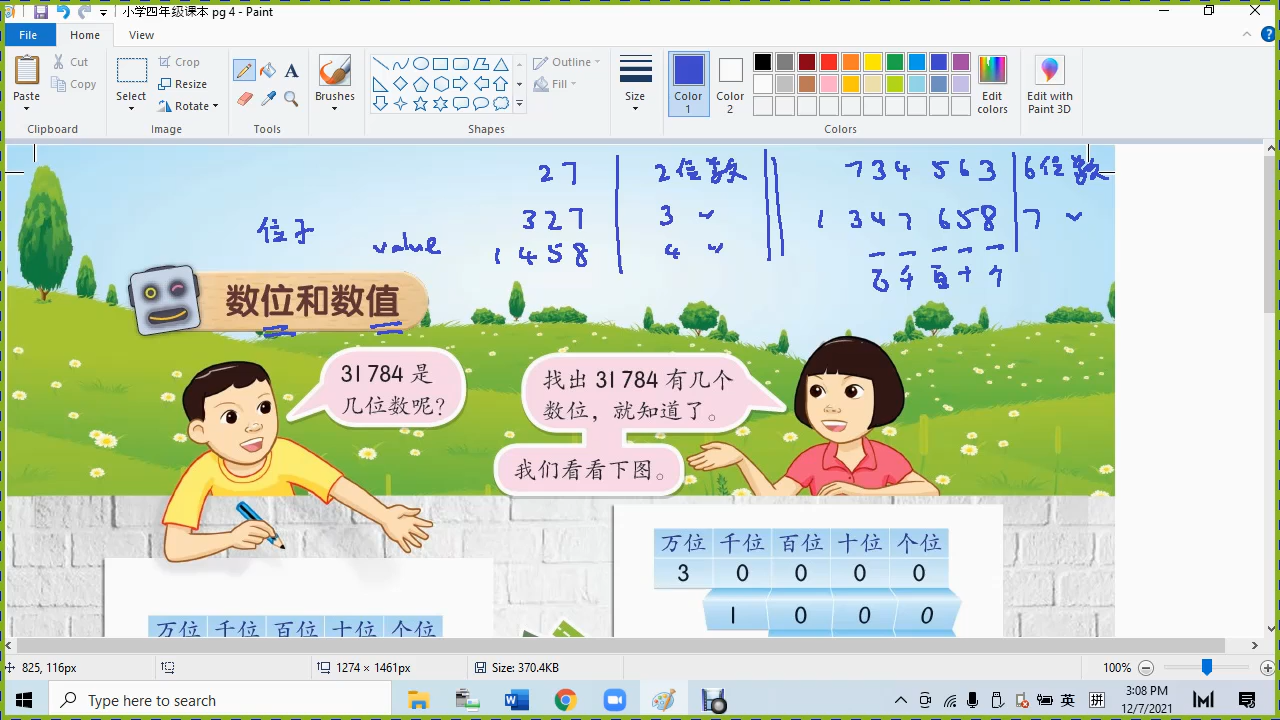 小学四年级课本 pg 4 - Paint
File Home View
Paste Cut Copy Clipboard
Select Crop Resize Rotate Image
Tools
Brushes
Shapes Outline Fill
Size
Color 1 Color 2 Colors
Edit colors
Edit with Paint 3D
27 2位数 734 563 6位数
327 3 1 347 658 7
位子 value 1458 4
千 百 十 个
数位和数值
31 784 是
几位数呢?
找出 31 784 有几个
数位，就知道了。
我们看看下图。
万位 千位 百位 十位 个位
3 0 0 0 0
1 0 0 0
万位 千位 百位 十位 个位
825, 116px 1274 × 1461px Size: 370.4KB 100%
Type here to search
英 拼 3:08 PM
12/7/2021